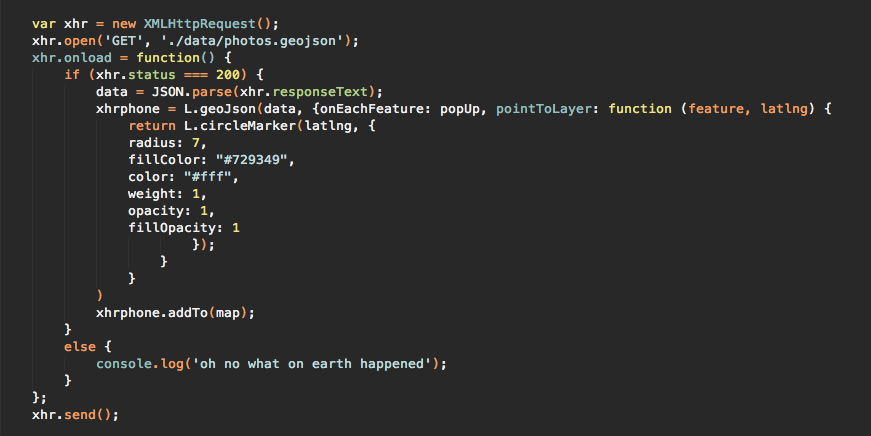 var xhr = new XMLHttpRequest();
xhr.open('GET', './data/photos.geojson');
xhr.onload = function() {
    if (xhr.status === 200) {
        data = JSON.parse(xhr.responseText);
        xhrphone = L.geoJson(data, {onEachFeature: popUp, pointToLayer: function (feature, latlng) {
            return L.circleMarker(latlng, {
            radius: 7,
            fillColor: "#729349",
            color: "#fff",
            weight: 1,
            opacity: 1,
            fillOpacity: 1
                    });
                }
            }
        )
        xhrphone.addTo(map);
    }
    else {
        console.log('oh no what on earth happened');
    }
};
xhr.send();